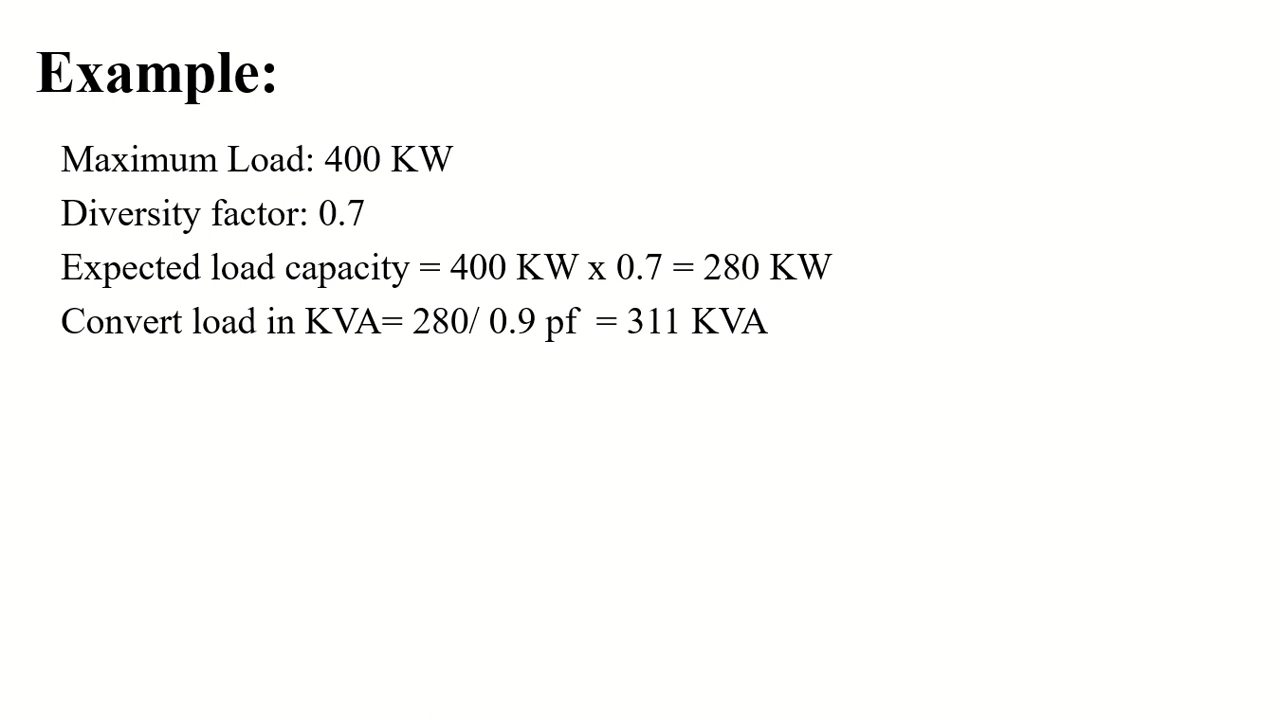 Example:
Maximum Load: 400 KW
Diversity factor: 0.7
Expected load capacity = 400 KW x 0.7 = 280 KW
Convert load in KVA= 280/ 0.9 pf  = 311 KVA